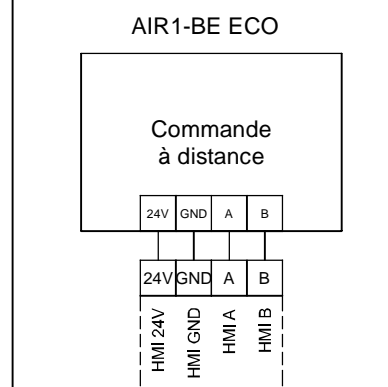 AIR1-BE ECO
Commande
à distance
24V GND A B
24V GND A B
HMI 24V
HMI GND
HMI A
HMI B